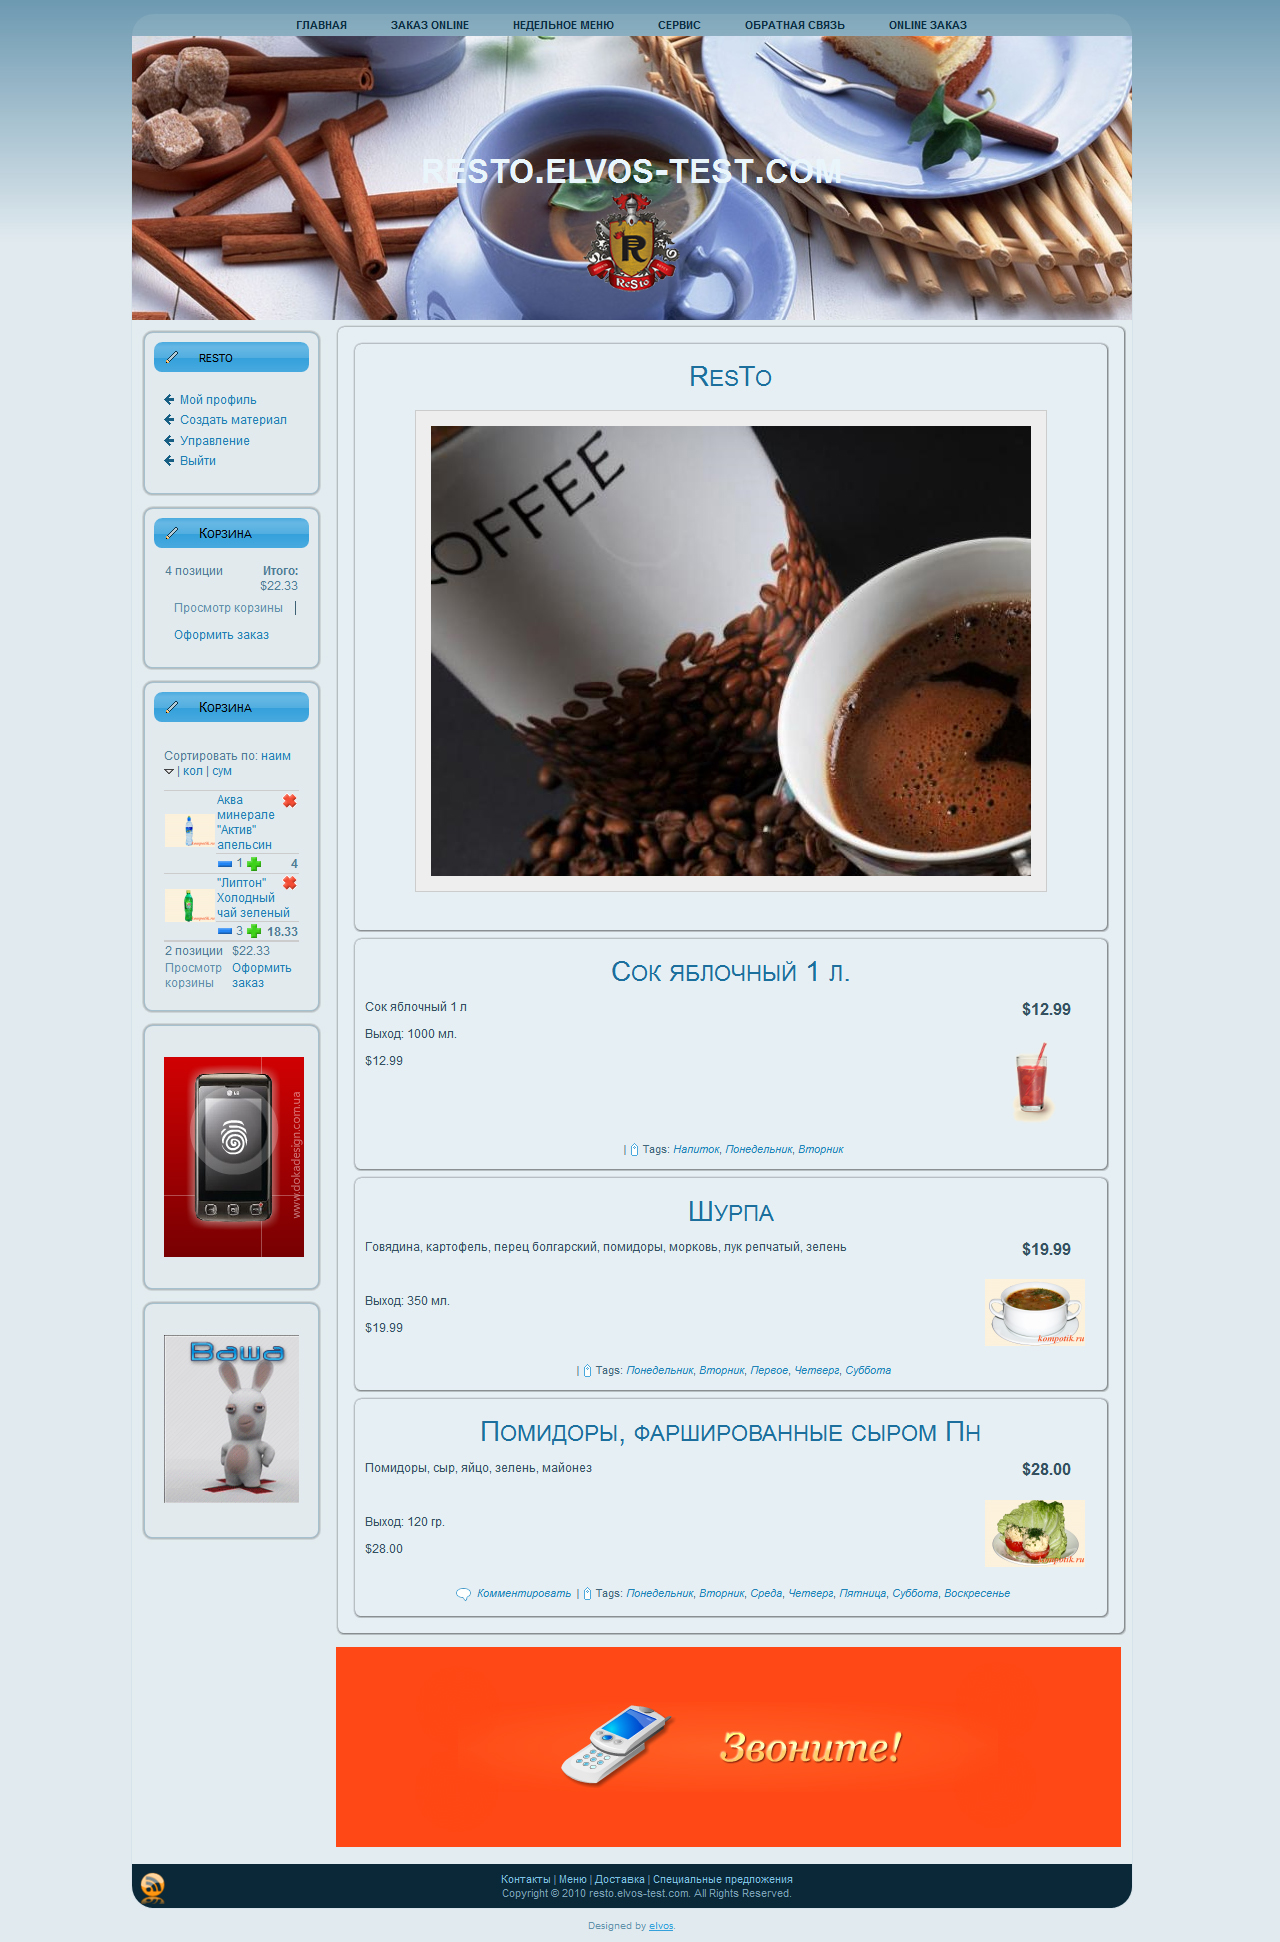 ГЛАВНАЯ ЗАКАЗ ONLINE НЕДЕЛЬНОЕ МЕНЮ СЕРВИС ОБРАТНАЯ СВЯЗЬ ONLINE ЗАКАЗ
RESTO.ELVOS-TEST.COM
R
ReSto
RESTO
Мой профиль
Создать материал
Управление
Выйти
Корзина
4 позиции Итого:
$22.33
Просмотр корзины |
Оформить заказ
Корзина
Сортировать по: наим
| кол | сум
Аква
минерале
"Актив"
апельсин
1 4
"Липтон"
Холодный
чай зеленый
3 18.33
2 позиции $22.33
Просмотр Оформить
корзины заказ
LG
www.dokadesign.com.ua
Ваша
ResTo
COFFEE
Сок яблочный 1 л.
Сок яблочный 1 л $12.99
Выход: 1000 мл.
$12.99
| Tags: Напиток, Понедельник, Вторник
Шурпа
Говядина, картофель, перец болгарский, помидоры, морковь, лук репчатый, зелень $19.99
Выход: 350 мл.
$19.99
kompotik.ru
| Tags: Понедельник, Вторник, Первое, Четверг, Суббота
Помидоры, фаршированные сыром Пн
Помидоры, сыр, яйцо, зелень, майонез $28.00
Выход: 120 гр.
$28.00
kompotik.ru
Комментировать | Tags: Понедельник, Вторник, Среда, Четверг, Пятница, Суббота, Воскресенье
Звоните!
Контакты | Меню | Доставка | Специальные предложения
Copyright © 2010 resto.elvos-test.com. All Rights Reserved.
Designed by elvos.